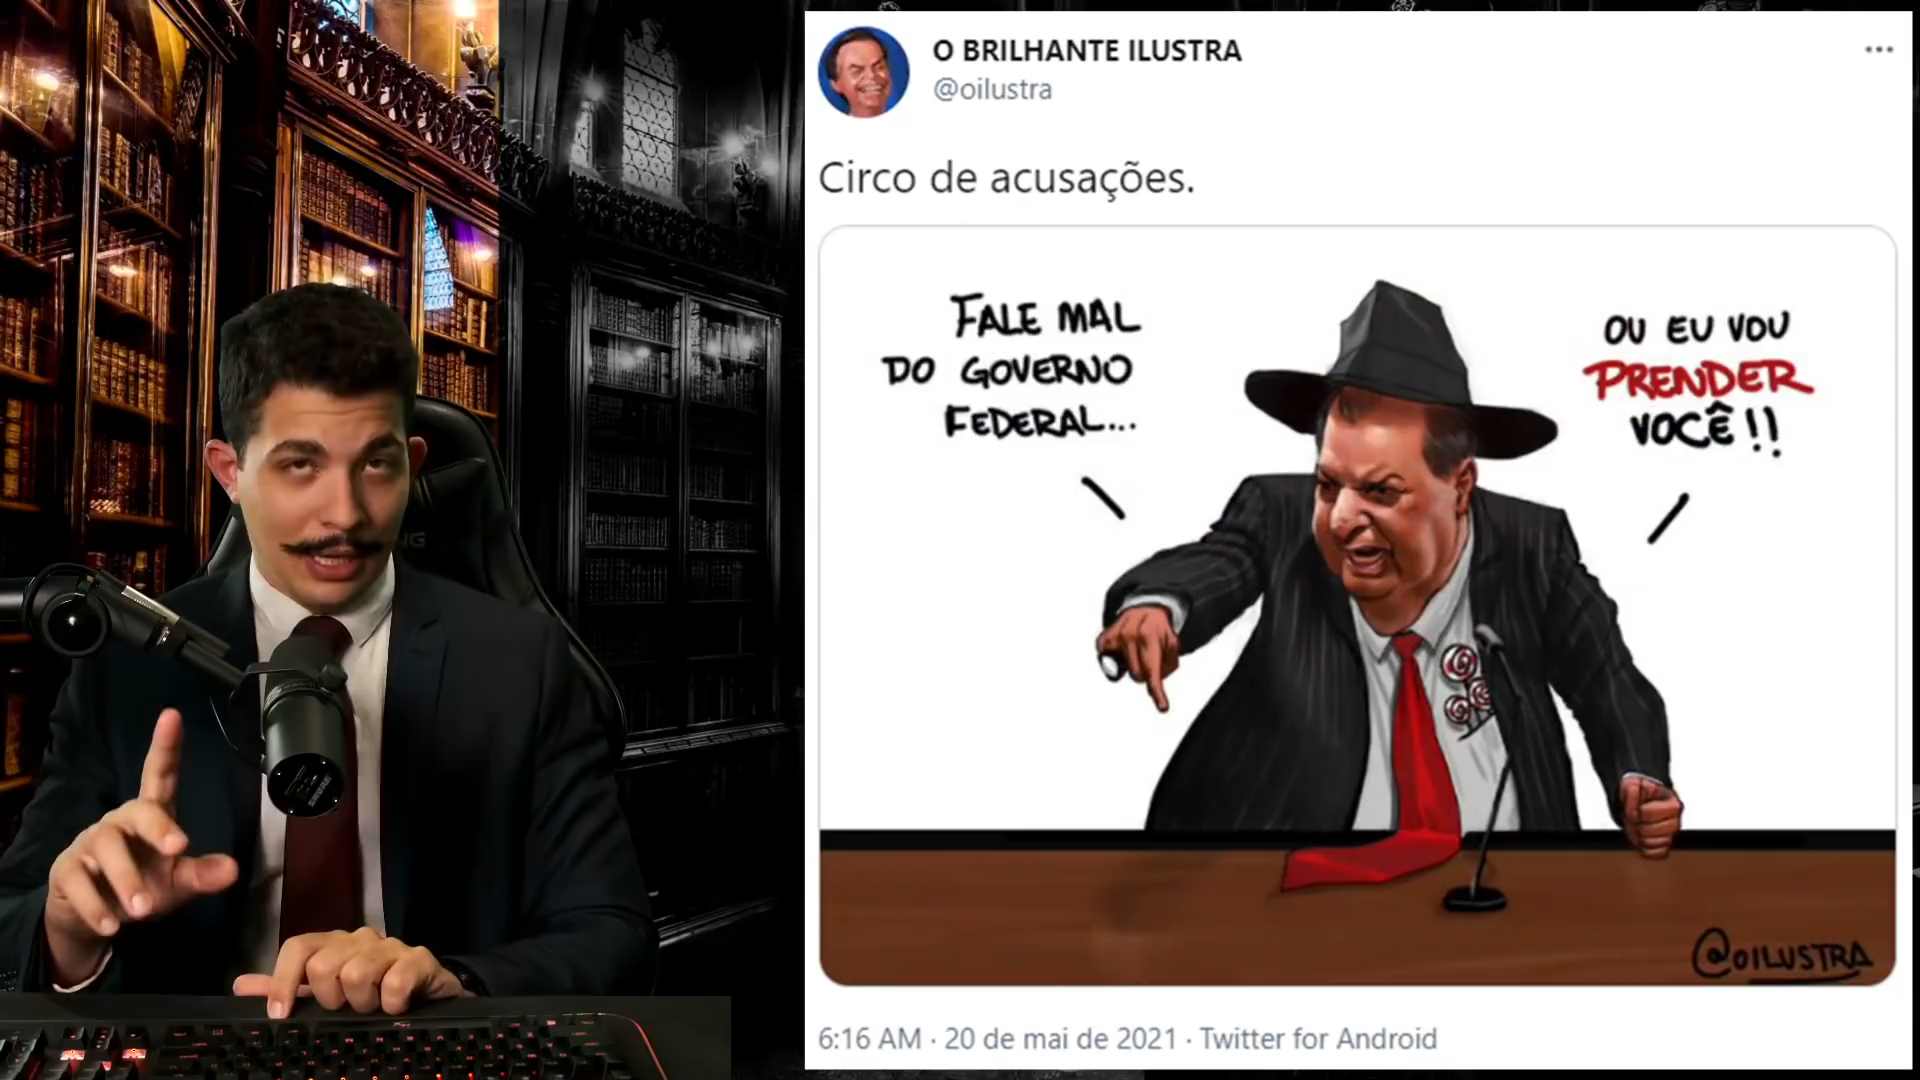 O BRILHANTE ILUSTRA
@oilustra
Circo de acusações.
FALE MAL
DO GOVERNO
FEDERAL...
OU EU VOU
PRENDER
VOCÊ!!
@OILUSTRA
6:16 AM · 20 de mai de 2021 · Twitter for Android